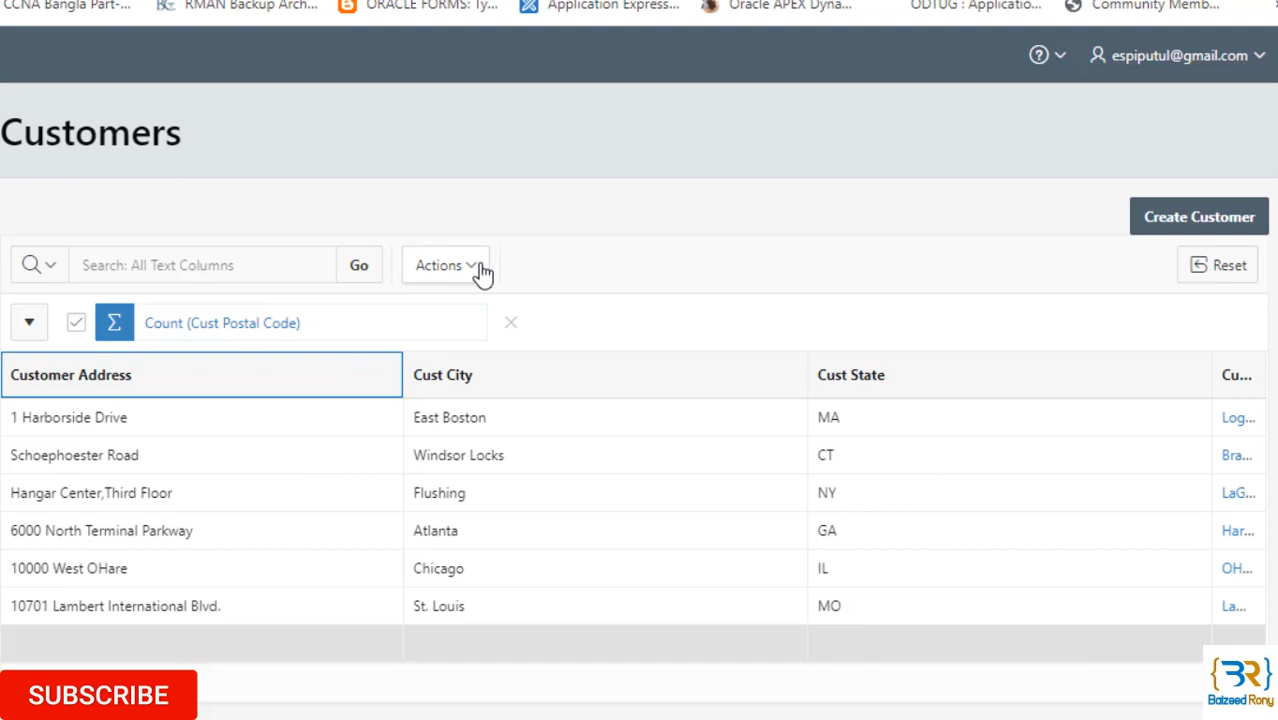 CCNA Bangla Part-... RMAN Backup Arch... ORACLE FORMS: Ty... Application Express... Oracle APEX Dyna... ODTUG : Applicatio... Community Memb...
? espiputul@gmail.com
Customers
Create Customer
Search: All Text Columns Go Actions Reset
Σ Count (Cust Postal Code)
Customer Address Cust City Cust State Cu...
1 Harborside Drive East Boston MA Log...
Schoephoester Road Windsor Locks CT Bra...
Hangar Center,Third Floor Flushing NY LaG...
6000 North Terminal Parkway Atlanta GA Har...
10000 West OHare Chicago IL OH...
10701 Lambert International Blvd. St. Louis MO La...
SUBSCRIBE
{BR}
Baizeed Rony